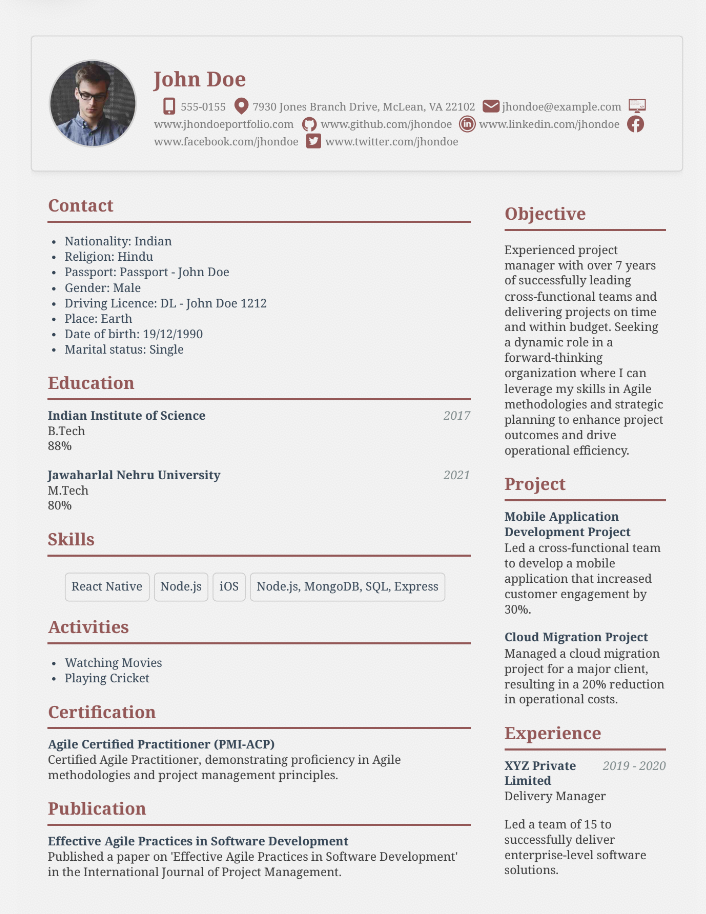 John Doe
555-0155 7930 Jones Branch Drive, McLean, VA 22102 jhondoe@example.com
www.jhondoeportfolio.com www.github.com/jhondoe www.linkedin.com/jhondoe
www.facebook.com/jhondoe www.twitter.com/jhondoe
Contact
• Nationality: Indian
• Religion: Hindu
• Passport: Passport - John Doe
• Gender: Male
• Driving Licence: DL - John Doe 1212
• Place: Earth
• Date of birth: 19/12/1990
• Marital status: Single
Education
Indian Institute of Science 2017
B.Tech
88%
Jawaharlal Nehru University 2021
M.Tech
80%
Skills
React Native Node.js iOS Node.js, MongoDB, SQL, Express
Activities
• Watching Movies
• Playing Cricket
Certification
Agile Certified Practitioner (PMI-ACP)
Certified Agile Practitioner, demonstrating proficiency in Agile
methodologies and project management principles.
Publication
Effective Agile Practices in Software Development
Published a paper on 'Effective Agile Practices in Software Development'
in the International Journal of Project Management.
Objective
Experienced project
manager with over 7 years
of successfully leading
cross-functional teams and
delivering projects on time
and within budget. Seeking
a dynamic role in a
forward-thinking
organization where I can
leverage my skills in Agile
methodologies and strategic
planning to enhance project
outcomes and drive
operational efficiency.
Project
Mobile Application
Development Project
Led a cross-functional team
to develop a mobile
application that increased
customer engagement by
30%.
Cloud Migration Project
Managed a cloud migration
project for a major client,
resulting in a 20% reduction
in operational costs.
Experience
XYZ Private 2019 - 2020
Limited
Delivery Manager
Led a team of 15 to
successfully deliver
enterprise-level software
solutions.